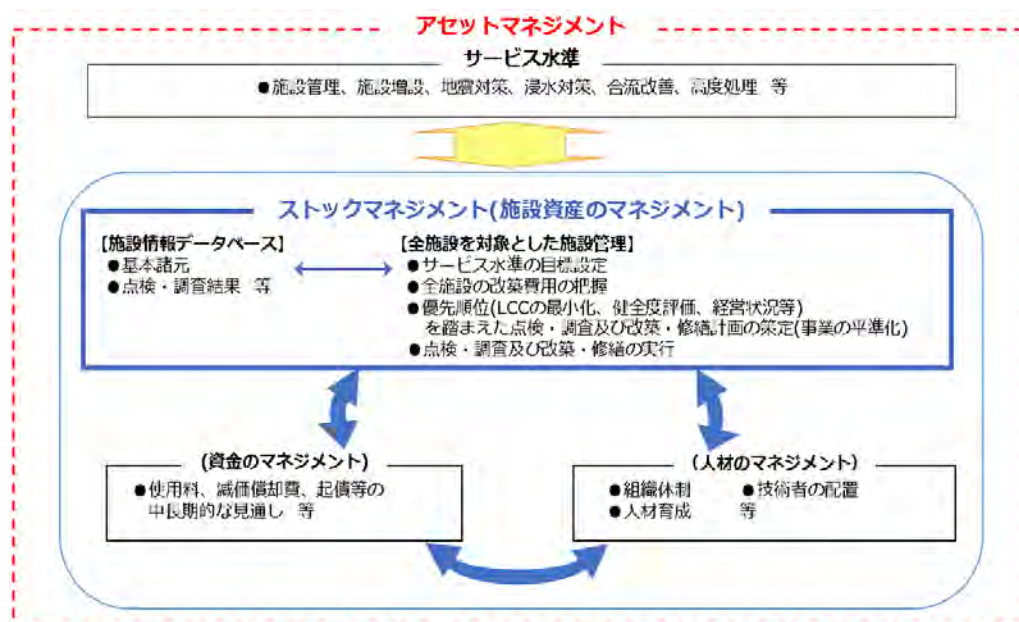 アセットマネジメント
サービス水準
●施設管理、施設増設、地震対策、浸水対策、合流改善、高度処理 等
ストックマネジメント(施設資産のマネジメント)
【施設情報データベース】
●基本諸元
●点検・調査結果 等
【全施設を対象とした施設管理】
●サービス水準の目標設定
●全施設の改築費用の把握
●優先順位(LCCの最小化、健全度評価、経営状況等)
を踏まえた点検・調査及び改築・修繕計画の策定(事業の平準化)
●点検・調査及び改築・修繕の実行
(資金のマネジメント)
●使用料、減価償却費、起債等の
中長期的な見通し 等
(人材のマネジメント)
●組織体制 ●技術者の配置
●人材育成 等